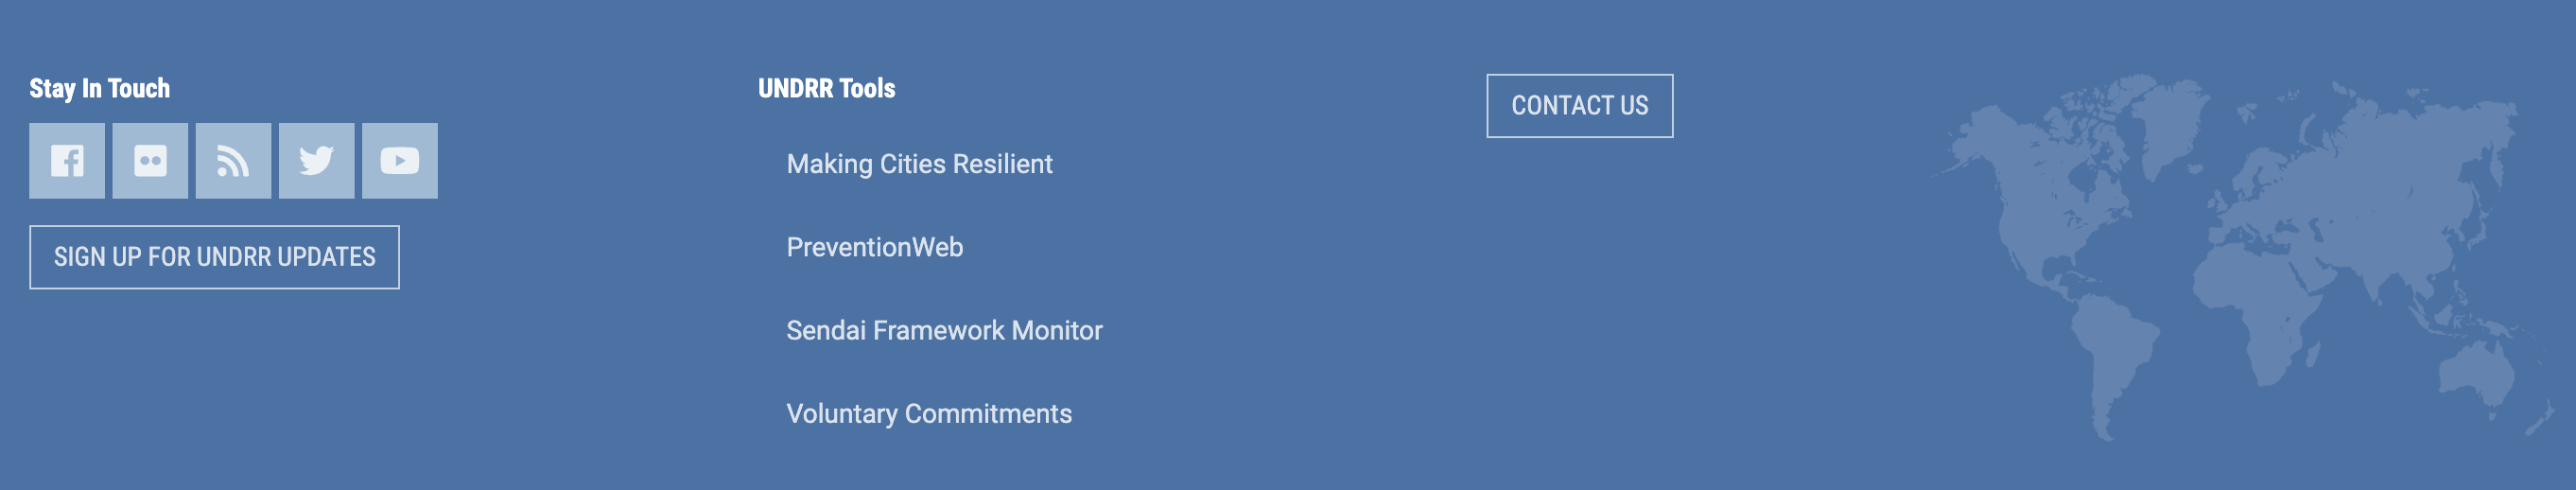 Stay In Touch
SIGN UP FOR UNDRR UPDATES
UNDRR Tools
Making Cities Resilient
PreventionWeb
Sendai Framework Monitor
Voluntary Commitments
CONTACT US